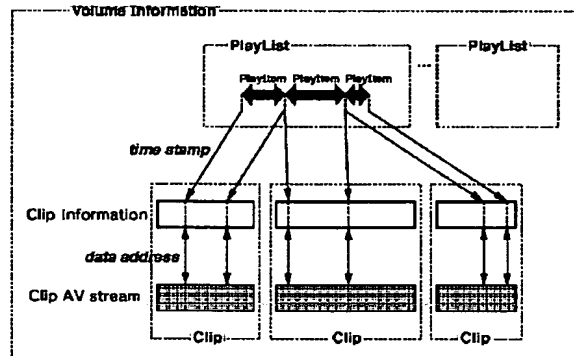 Volume Information
PlayList
PlayList
PlayItem PlayItem PlayItem
...
time stamp
Clip Information
data address
Clip AV stream
Clip
Clip
Clip